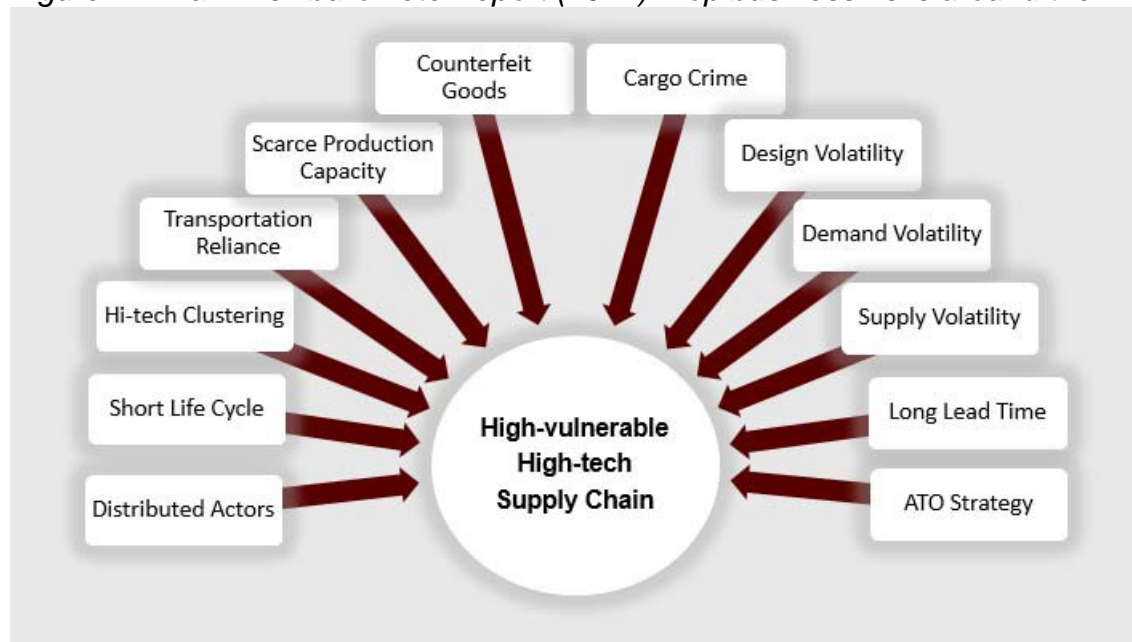 Counterfeit
Goods
Cargo Crime
Scarce Production
Capacity
Design Volatility
Transportation
Reliance
Demand Volatility
Hi-tech Clustering
Supply Volatility
Short Life Cycle
Long Lead Time
Distributed Actors
ATO Strategy
High-vulnerable
High-tech
Supply Chain